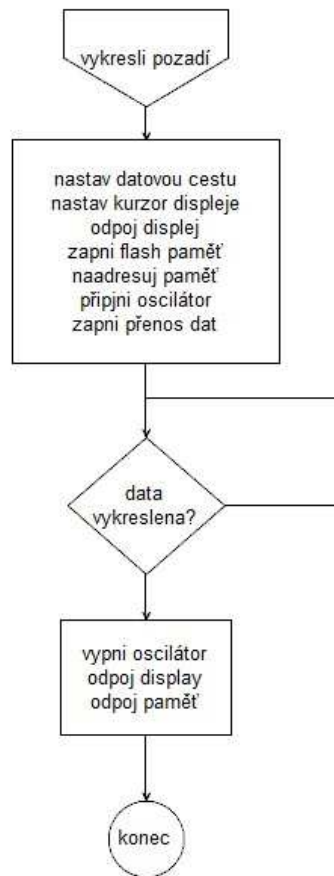 vykresli pozadí
nastav datovou cestu
nastav kurzor displeje
odpoj displej
zapni flash paměť
naadresuj paměť
připjni oscilátor
zapni přenos dat
data
vykreslena?
vypni oscilátor
odpoj display
odpoj paměť
konec